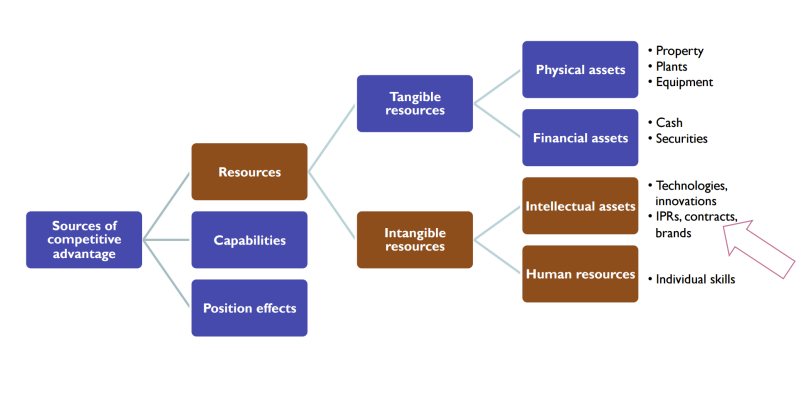 Sources of
competitive
advantage
Resources
Capabilities
Position effects
Tangible
resources
Intangible
resources
Physical assets
Financial assets
Intellectual assets
Human resources
• Property
• Plants
• Equipment
• Cash
• Securities
• Technologies,
innovations
• IPRs, contracts,
brands
• Individual skills